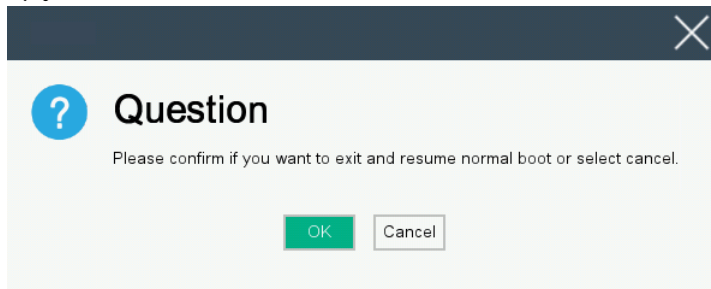 Question
Please confirm if you want to exit and resume normal boot or select cancel.
OK Cancel